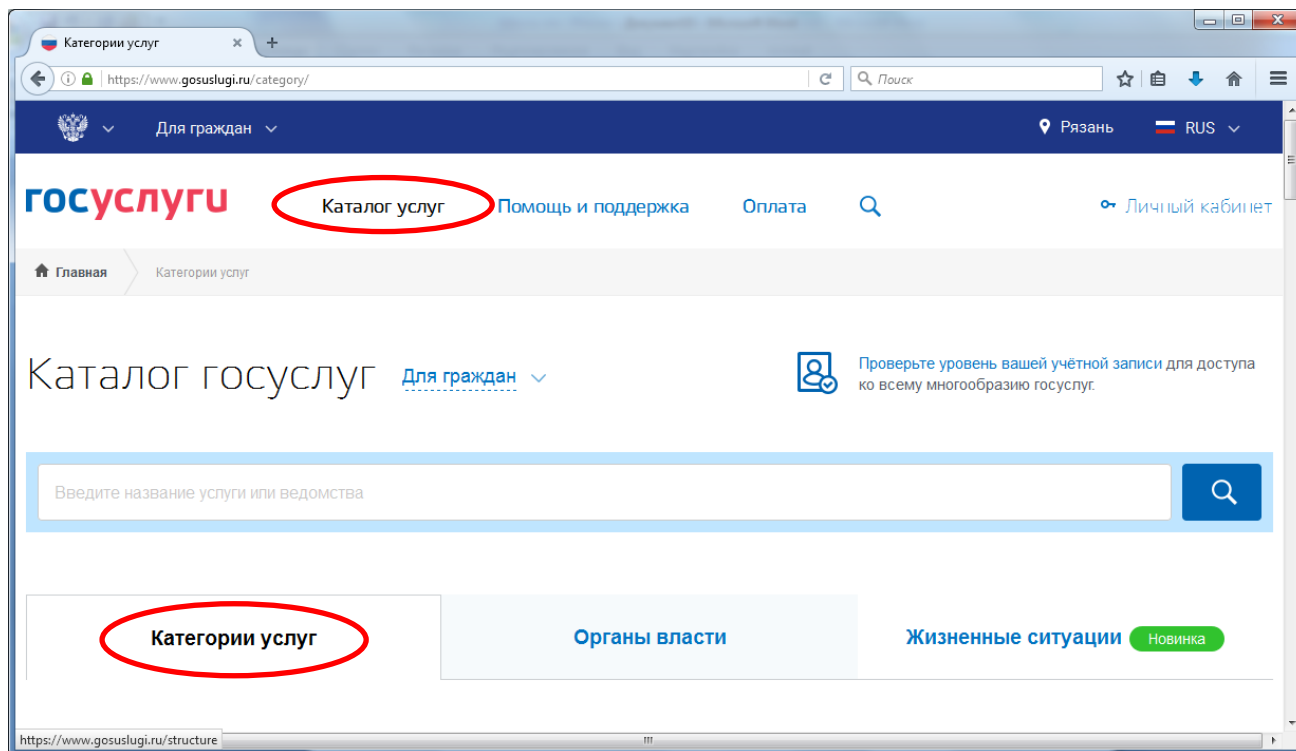 Категории услуг
https://www.gosuslugi.ru/category/
Поиск
Для граждан
Рязань
RUS
госуслуги
Каталог услуг
Помощь и поддержка
Оплата
Личный кабинет
Главная
Категории услуг
Каталог госуслуг
Для граждан
Проверьте уровень вашей учётной записи для доступа
ко всему многообразию госуслуг.
Введите название услуги или ведомства
Категории услуг
Органы власти
Жизненные ситуации
Новинка
https://www.gosuslugi.ru/structure